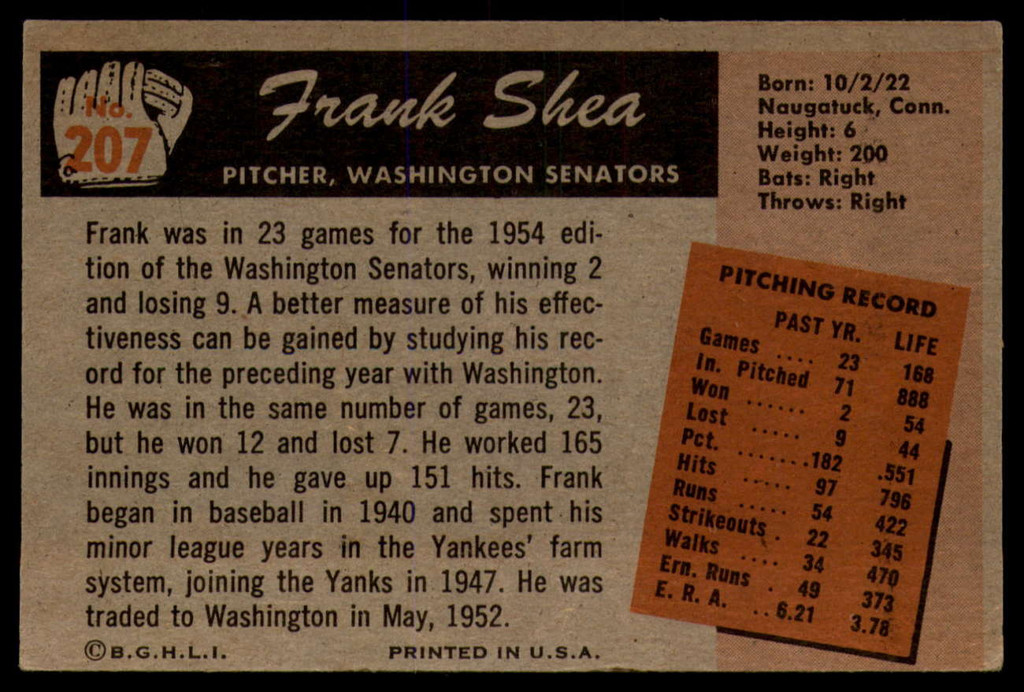 No.
207
Frank Shea
PITCHER, WASHINGTON SENATORS
Born: 10/2/22
Naugatuck, Conn.
Height: 6
Weight: 200
Bats: Right
Throws: Right
Frank was in 23 games for the 1954 edi-
tion of the Washington Senators, winning 2
and losing 9. A better measure of his effec-
tiveness can be gained by studying his rec-
ord for the preceding year with Washington.
He was in the same number of games, 23,
but he won 12 and lost 7. He worked 165
innings and he gave up 151 hits. Frank
began in baseball in 1940 and spent his
minor league years in the Yankees' farm
system, joining the Yanks in 1947. He was
traded to Washington in May, 1952.
PITCHING RECORD
PAST YR. LIFE
Games .... 23 168
In. Pitched 71 888
Won ...... 2 54
Lost ..... 9 44
Pct. .......182 .551
Hits ..... 97 796
Runs ..... 54 422
Strikeouts . 22 345
Walks .... 34 470
Ern. Runs . 49 373
E. R. A. .. 6.21 3.78
©B.G.H.L.I. PRINTED IN U.S.A.